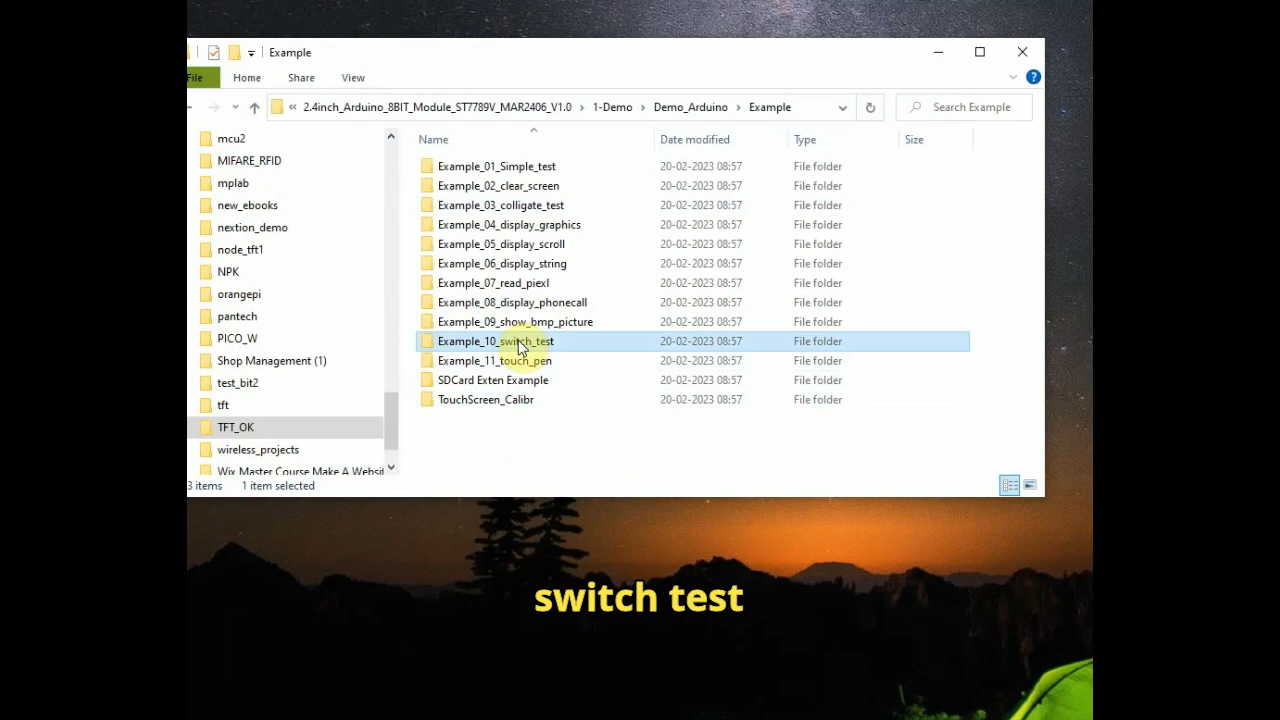 Example
File Home Share View
« 2.4inch_Arduino_8BIT_Module_ST7789V_MAR2406_V1.0 › 1-Demo › Demo_Arduino › Example
Search Example
Name Date modified Type Size
mcu2
MIFARE_RFID
mplab
new_ebooks
nextion_demo
node_tft1
NPK
orangepi
pantech
PICO_W
Shop Management (1)
test_bit2
tft
TFT_OK
wireless_projects
Wix Master Course Make A Websit
Example_01_Simple_test 20-02-2023 08:57 File folder
Example_02_clear_screen 20-02-2023 08:57 File folder
Example_03_colligate_test 20-02-2023 08:57 File folder
Example_04_display_graphics 20-02-2023 08:57 File folder
Example_05_display_scroll 20-02-2023 08:57 File folder
Example_06_display_string 20-02-2023 08:57 File folder
Example_07_read_piexl 20-02-2023 08:57 File folder
Example_08_display_phonecall 20-02-2023 08:57 File folder
Example_09_show_bmp_picture 20-02-2023 08:57 File folder
Example_10_switch_test 20-02-2023 08:57 File folder
Example_11_touch_pen 20-02-2023 08:57 File folder
SDCard Exten Example 20-02-2023 08:57 File folder
TouchScreen_Calibr 20-02-2023 08:57 File folder
3 items 1 item selected
switch test